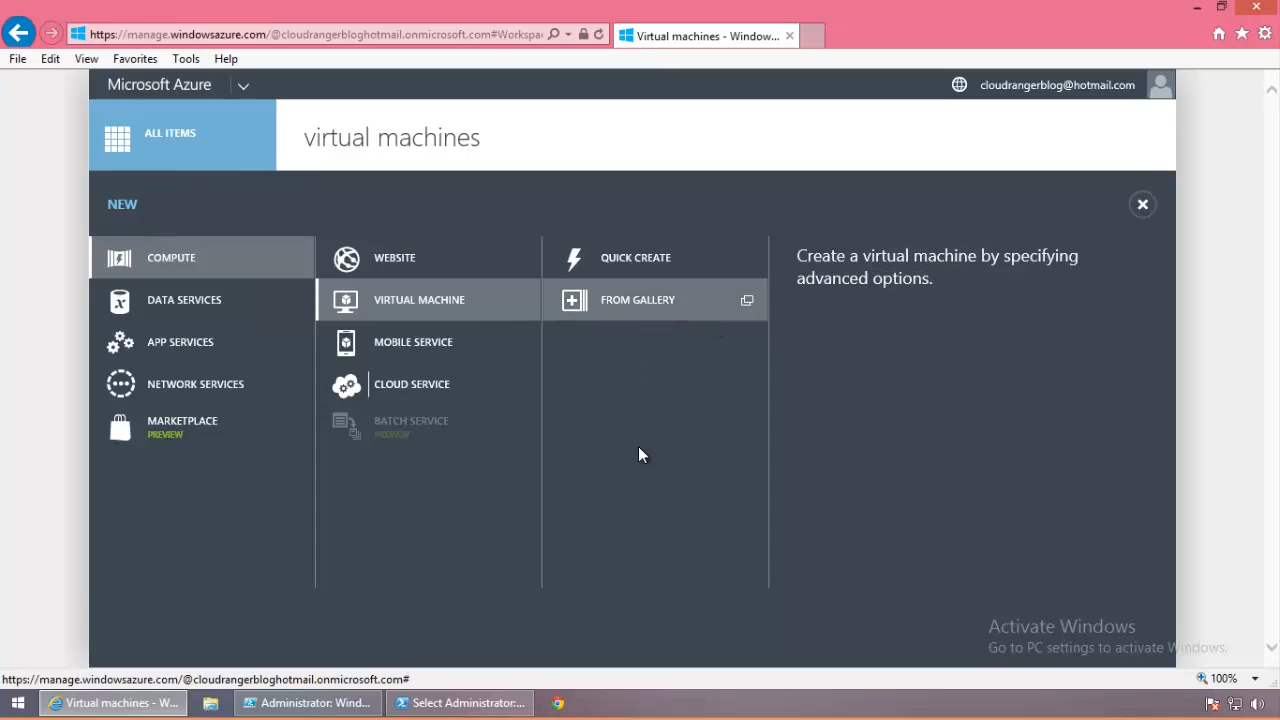 https://manage.windowsazure.com/@cloudrangerbloghotmail.onmicrosoft.com#Workspa
Virtual machines - Window...
File Edit View Favorites Tools Help
Microsoft Azure
cloudrangerblog@hotmail.com
ALL ITEMS
virtual machines
NEW
COMPUTE
DATA SERVICES
APP SERVICES
NETWORK SERVICES
MARKETPLACE
PREVIEW
WEBSITE
VIRTUAL MACHINE
MOBILE SERVICE
CLOUD SERVICE
BATCH SERVICE
PREVIEW
QUICK CREATE
FROM GALLERY
Create a virtual machine by specifying
advanced options.
Activate Windows
Go to PC settings to activate Windows.
https://manage.windowsazure.com/@cloudrangerbloghotmail.onmicrosoft.com#
100%
Virtual machines - W...
Administrator: Wind...
Select Administrator:...